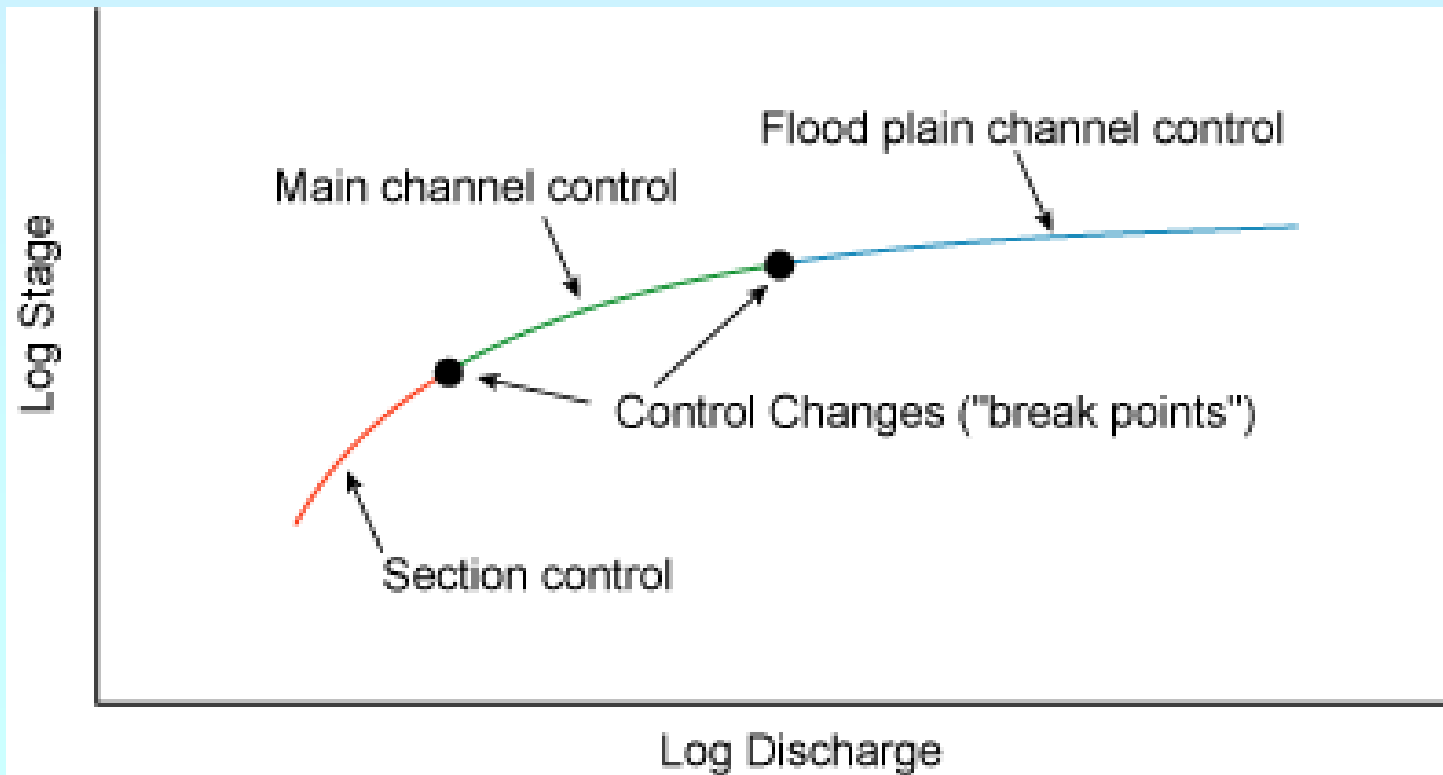 Flood plain channel control
Main channel control
Log Stage
Control Changes ("break points")
Section control
Log Discharge